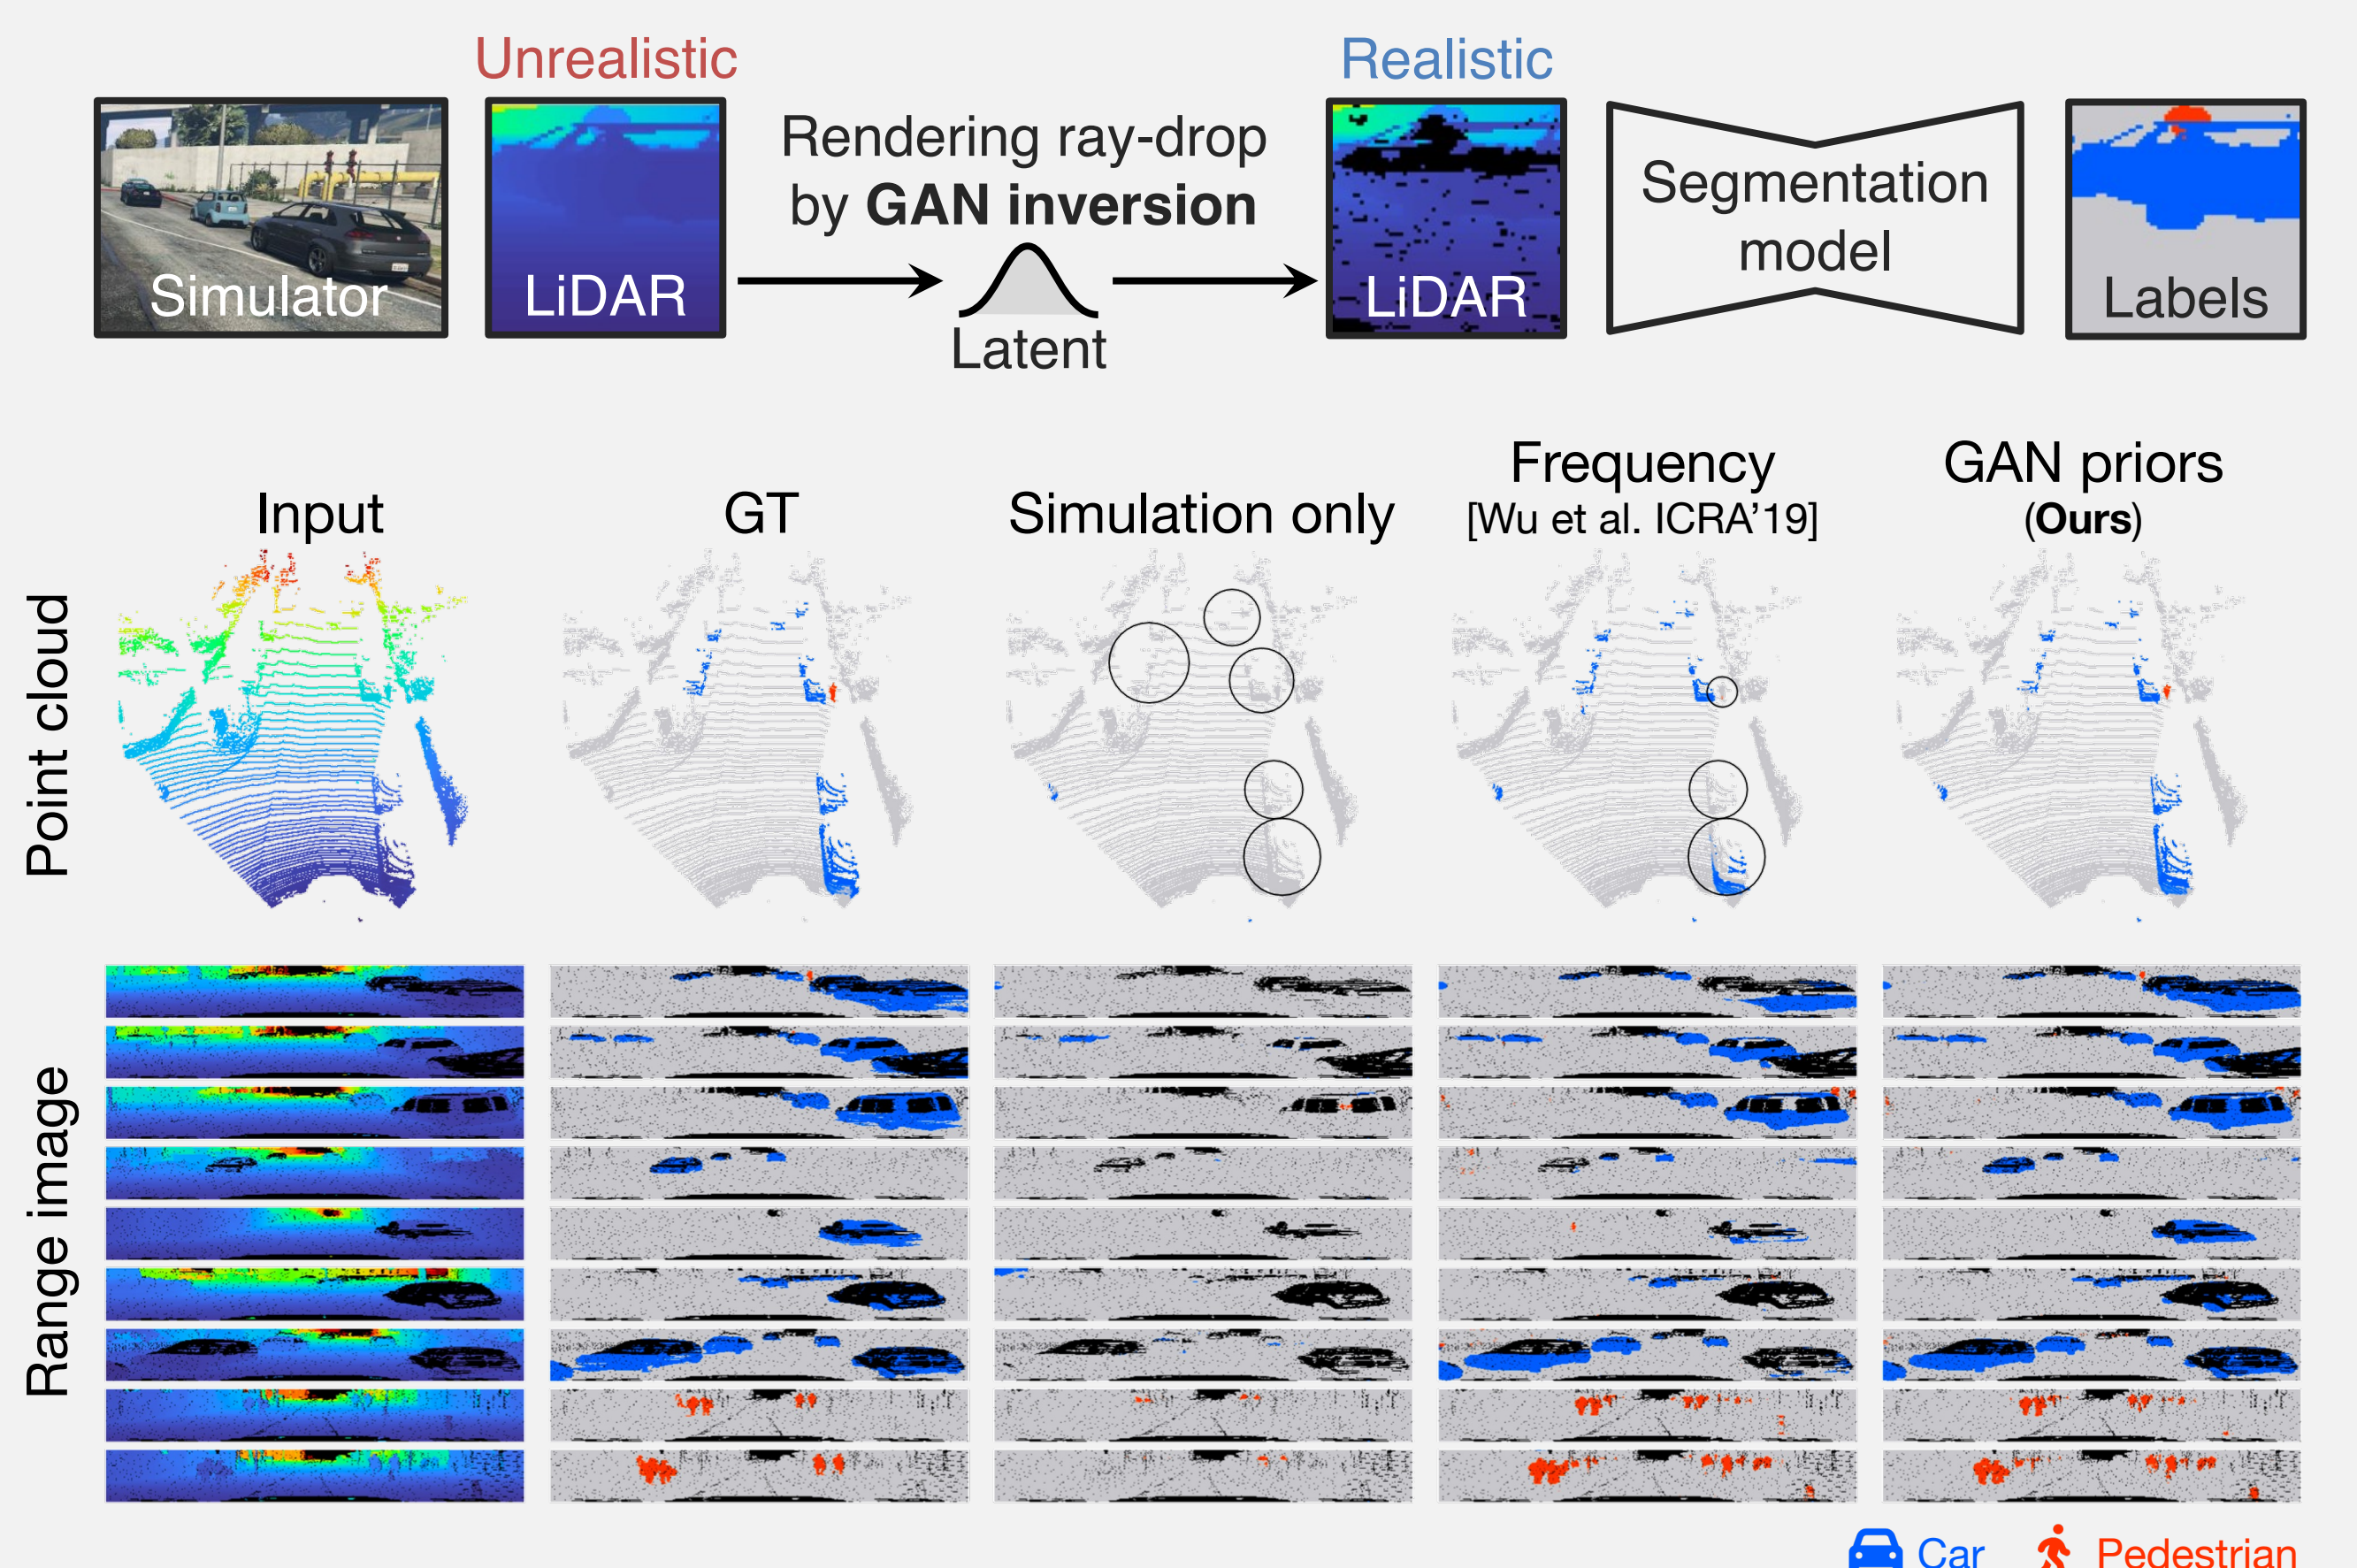 Unrealistic
Realistic
Simulator
LiDAR
Rendering ray-drop
by GAN inversion
Latent
LiDAR
Segmentation
model
Labels
Input
GT
Simulation only
Frequency
[Wu et al. ICRA'19]
GAN priors
(Ours)
Point cloud
Range image
Car
Pedestrian